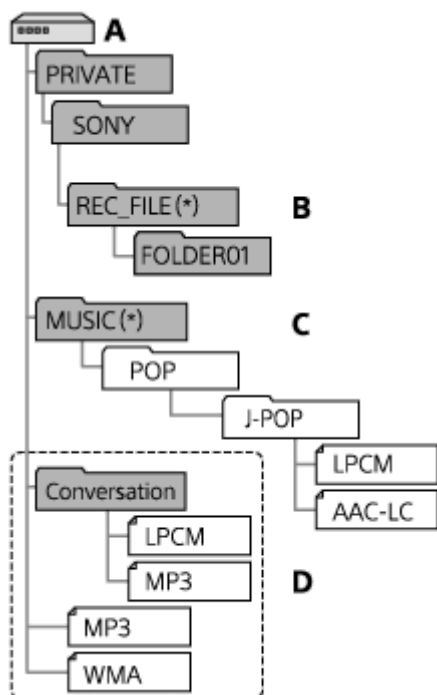 A
PRIVATE
SONY
REC_FILE(*)
B
FOLDER01
MUSIC(*)
C
POP
J-POP
LPCM
AAC-LC
Conversation
LPCM
MP3
D
MP3
WMA